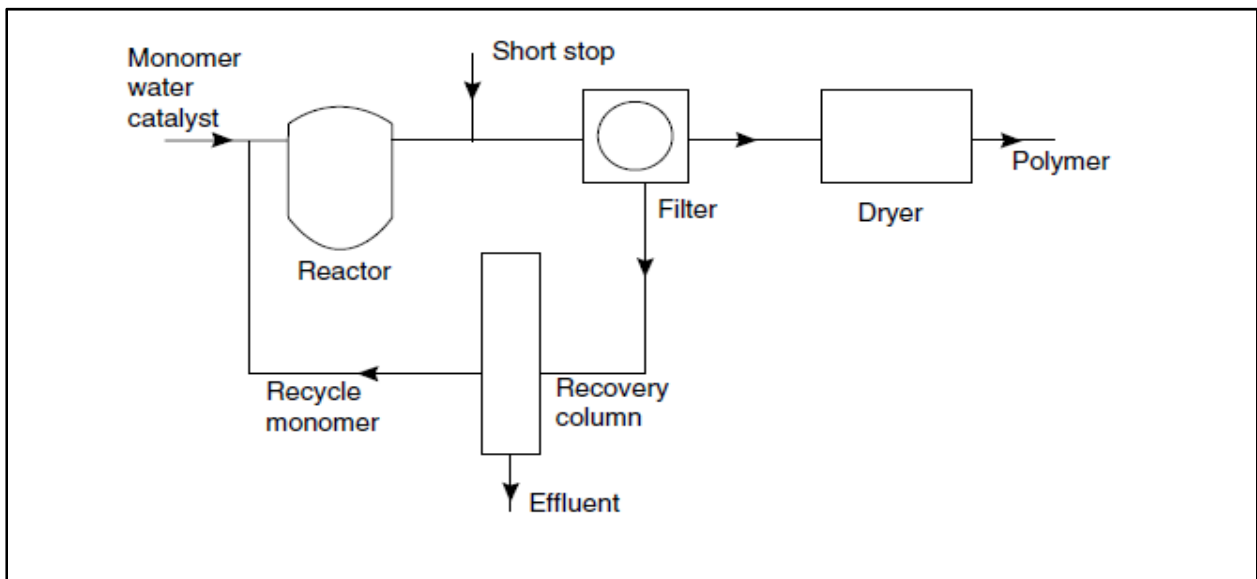 Monomer
water
catalyst
Short stop
Reactor
Filter
Dryer
Polymer
Recycle
monomer
Recovery
column
Effluent